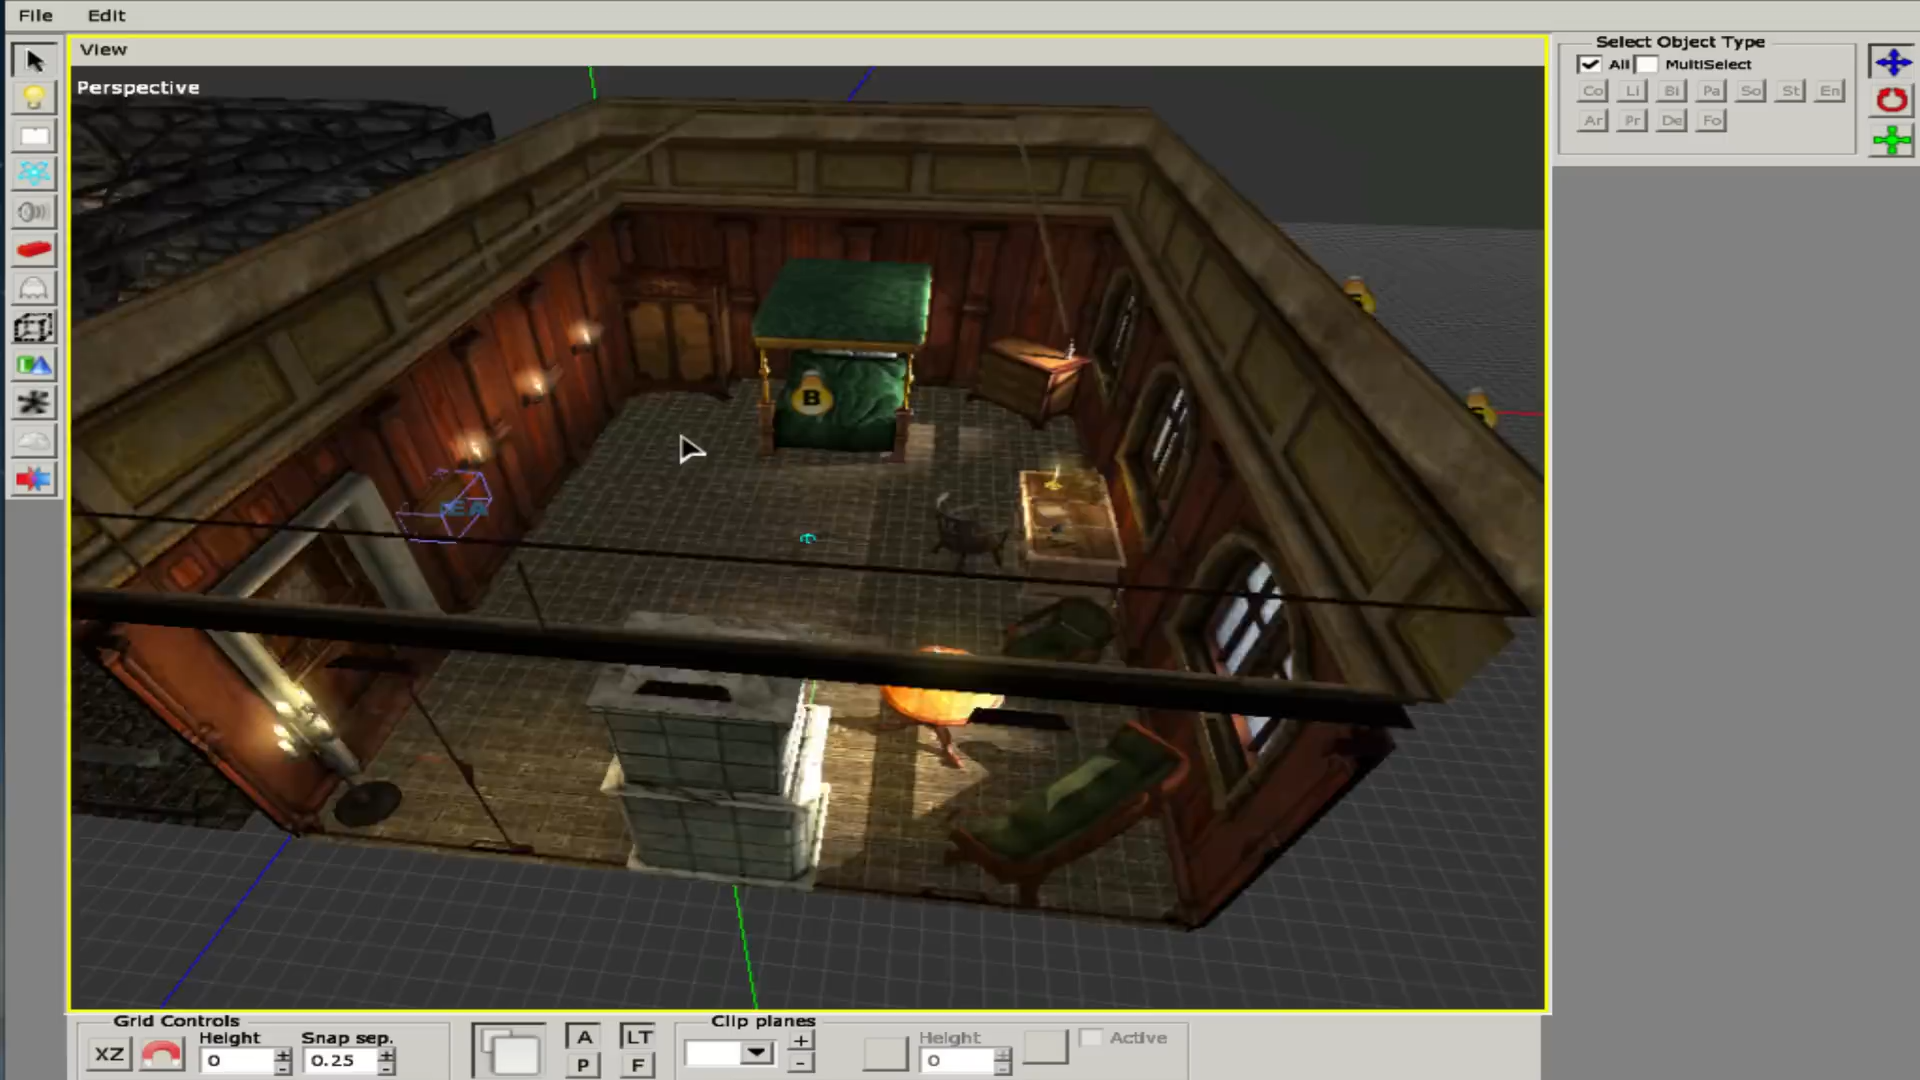 File Edit
View
Perspective
B
EA
Select Object Type
All MultiSelect
Co Li Bi Pa So St En
Ar Pr De Fo
Grid Controls
Height Snap sep.
XZ 0 0.25
A LT
P F
Clip planes
+
-
Height
0
Active